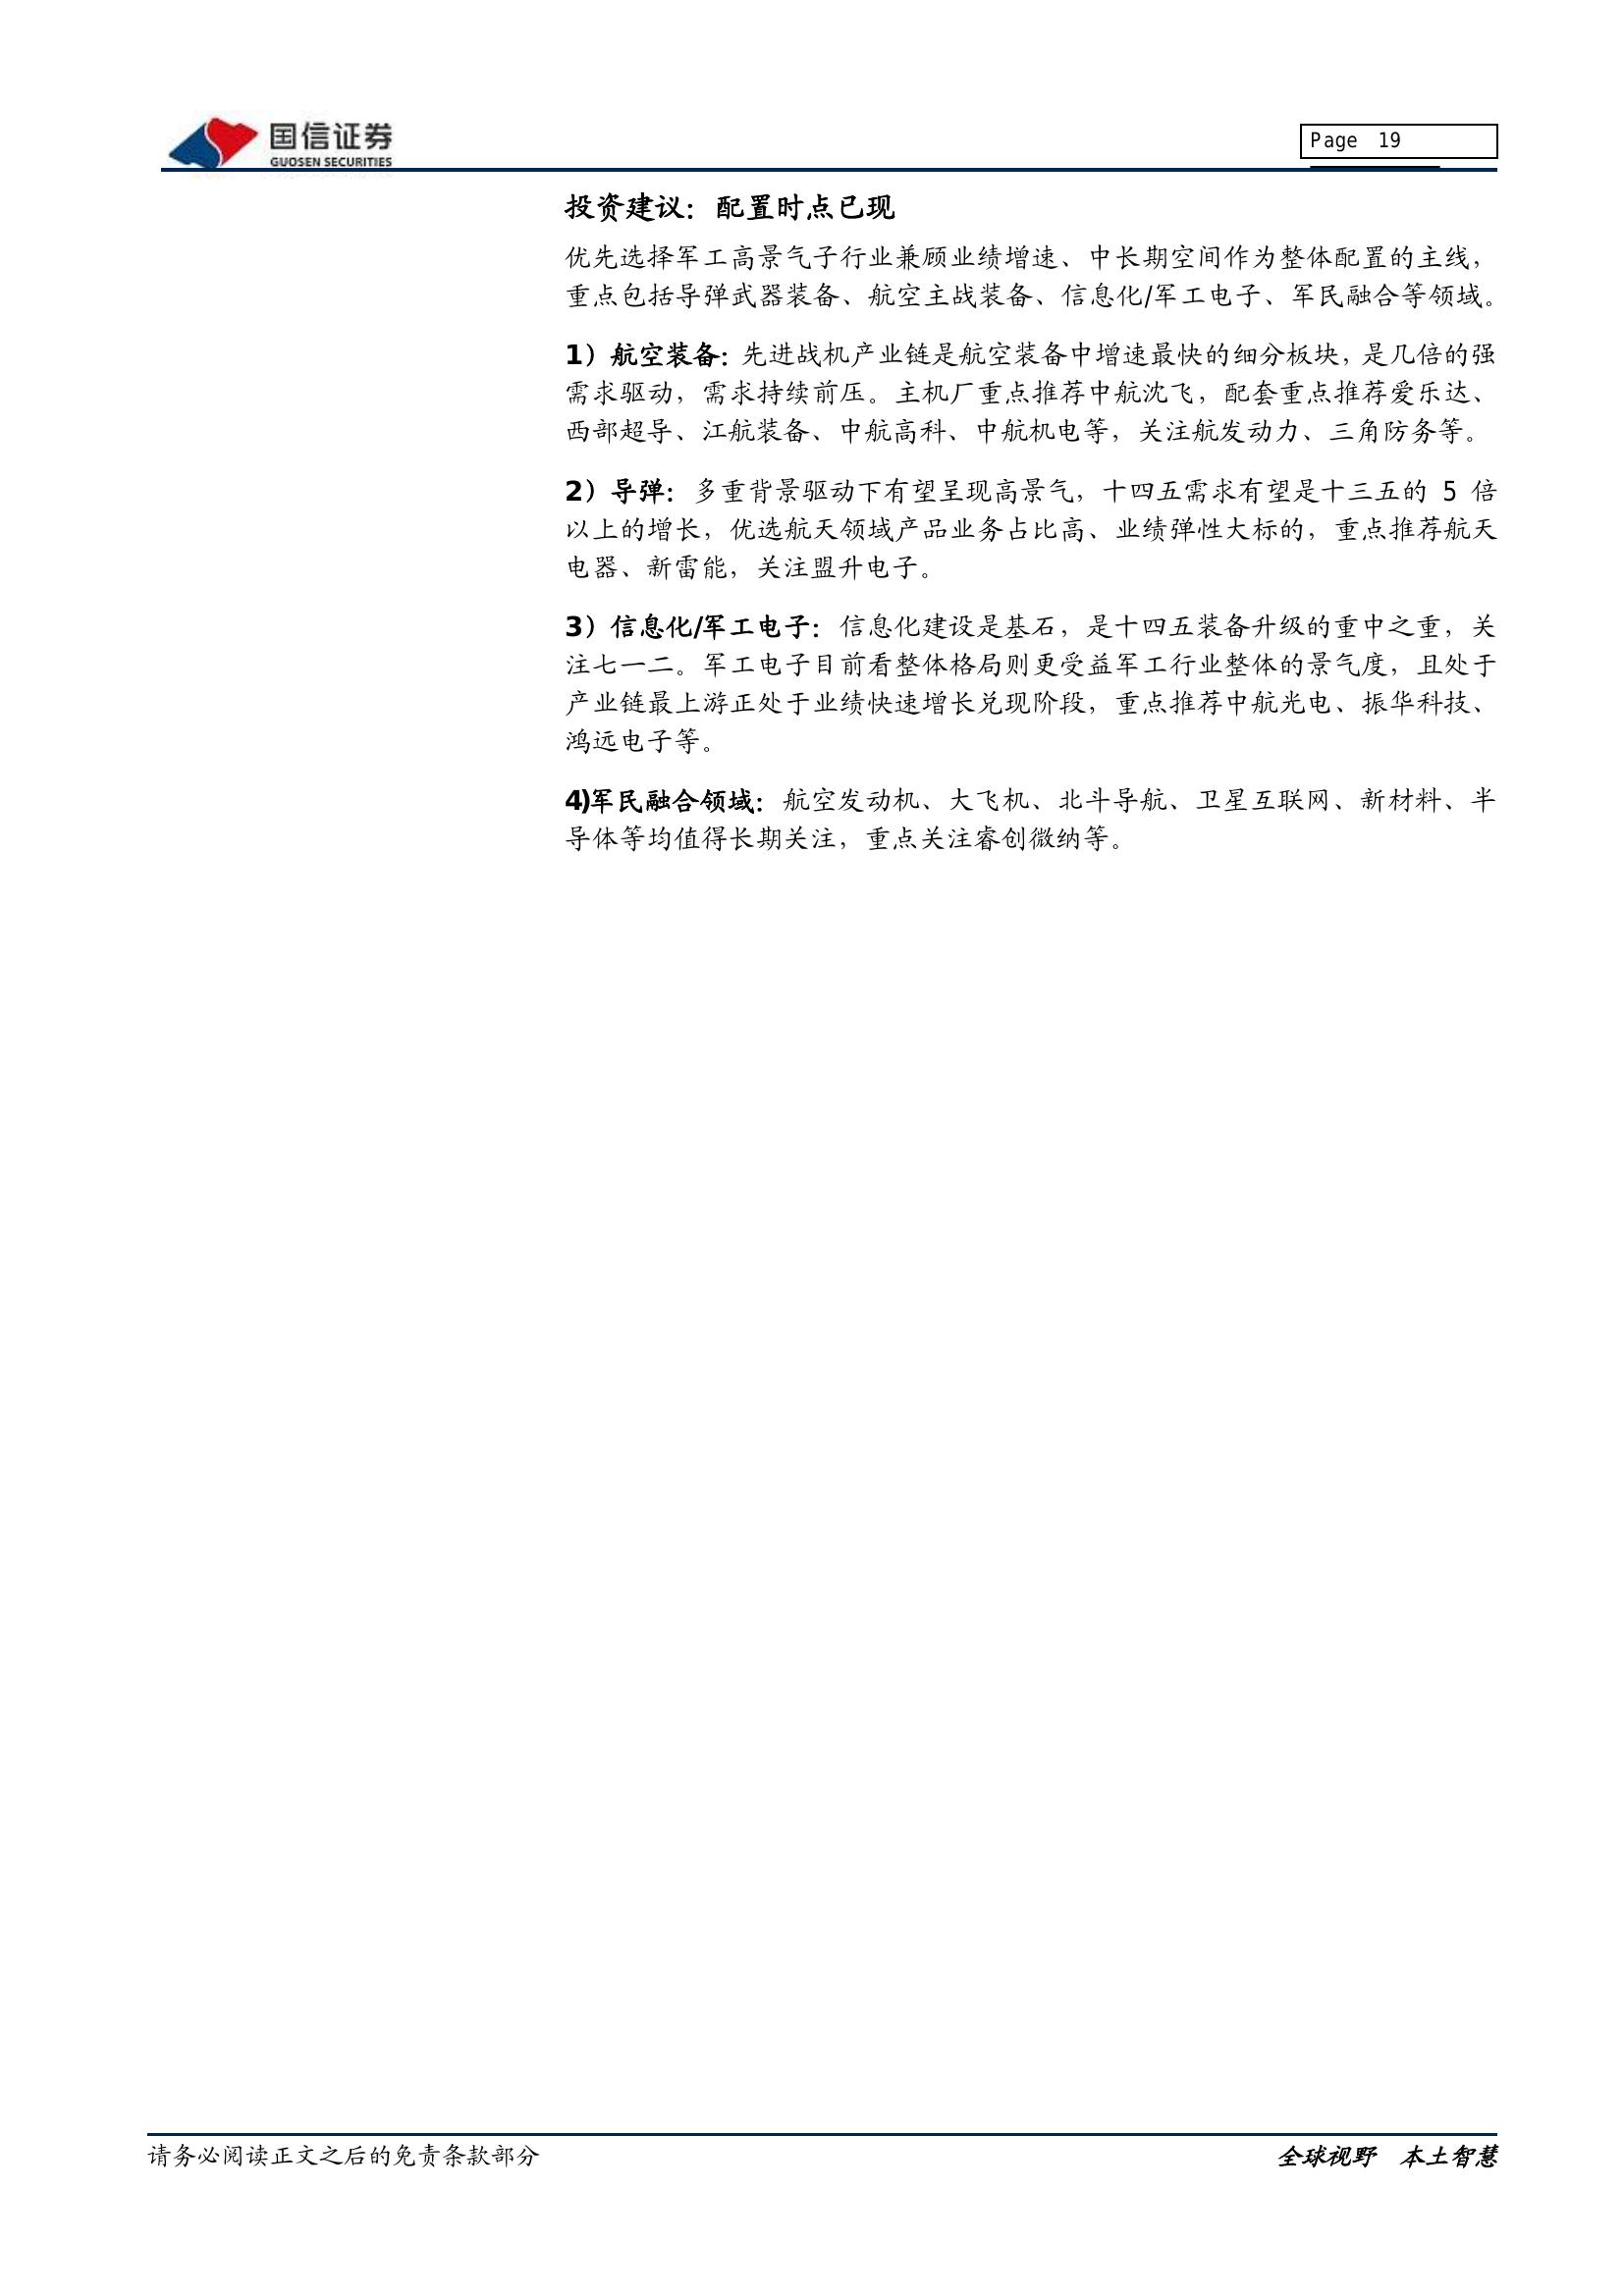 国信证券
GUOSEN SECURITIES
Page 19
投资建议：配置时点已现
优先选择军工高景气子行业兼顾业绩增速、中长期空间作为整体配置的主线，
重点包括导弹武器装备、航空主战装备、信息化/军工电子、军民融合等领域。
1）航空装备：先进战机产业链是航空装备中增速最快的细分板块，是几倍的强
需求驱动，需求持续前压。主机厂重点推荐中航沈飞，配套重点推荐爱乐达、
西部超导、江航装备、中航高科、中航机电等，关注航发动力、三角防务等。
2）导弹：多重背景驱动下有望呈现高景气，十四五需求有望是十三五的 5 倍
以上的增长，优选航天领域产品业务占比高、业绩弹性大标的，重点推荐航天
电器、新雷能，关注盟升电子。
3）信息化/军工电子：信息化建设是基石，是十四五装备升级的重中之重，关
注七一二。军工电子目前看整体格局则更受益军工行业整体的景气度，且处于
产业链最上游正处于业绩快速增长兑现阶段，重点推荐中航光电、振华科技、
鸿远电子等。
4)军民融合领域：航空发动机、大飞机、北斗导航、卫星互联网、新材料、半
导体等均值得长期关注，重点关注睿创微纳等。
请务必阅读正文之后的免责条款部分
全球视野 本土智慧